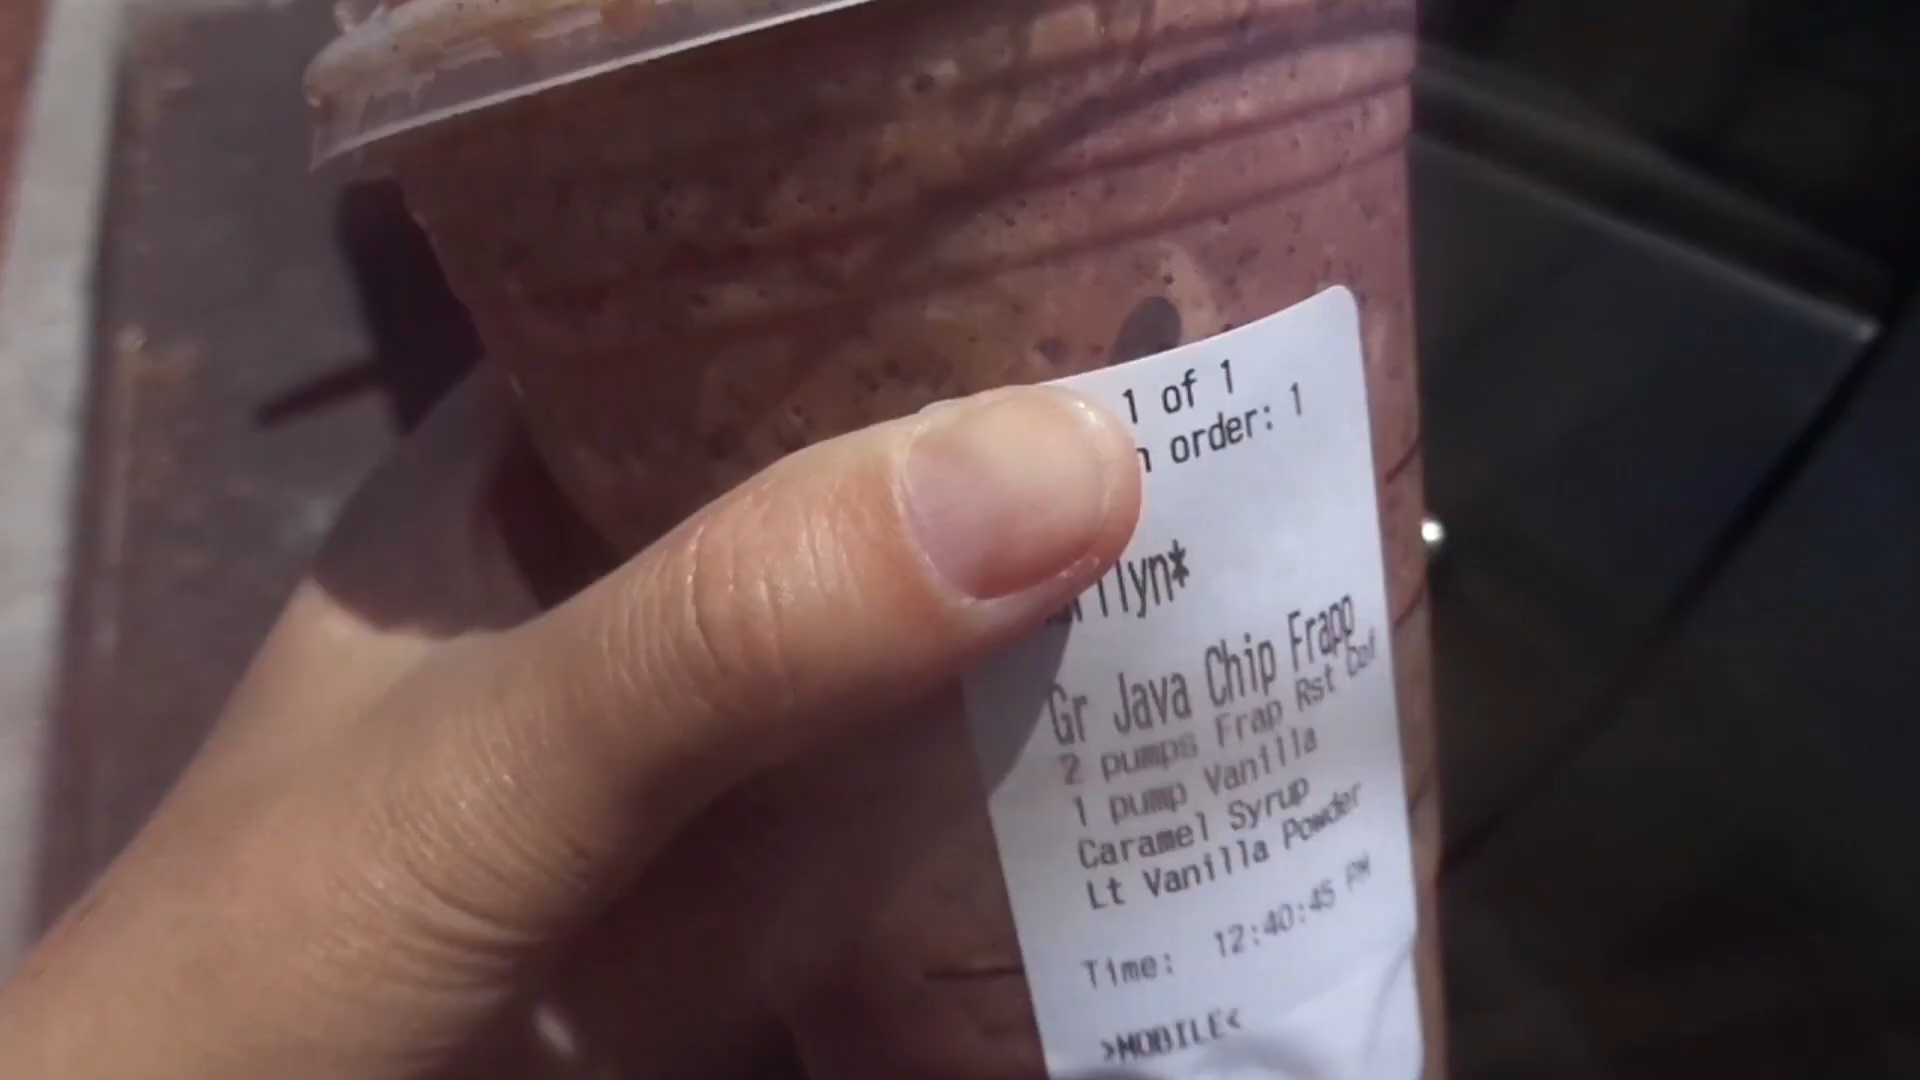 1 of 1
order: 1
Gr Java Chip Frapp
2 pumps Frap Rst Cof
1 pump Vanilla
Caramel Syrup
Lt Vanilla Powder
Time: 12:40:45 PM
>MOBILE<